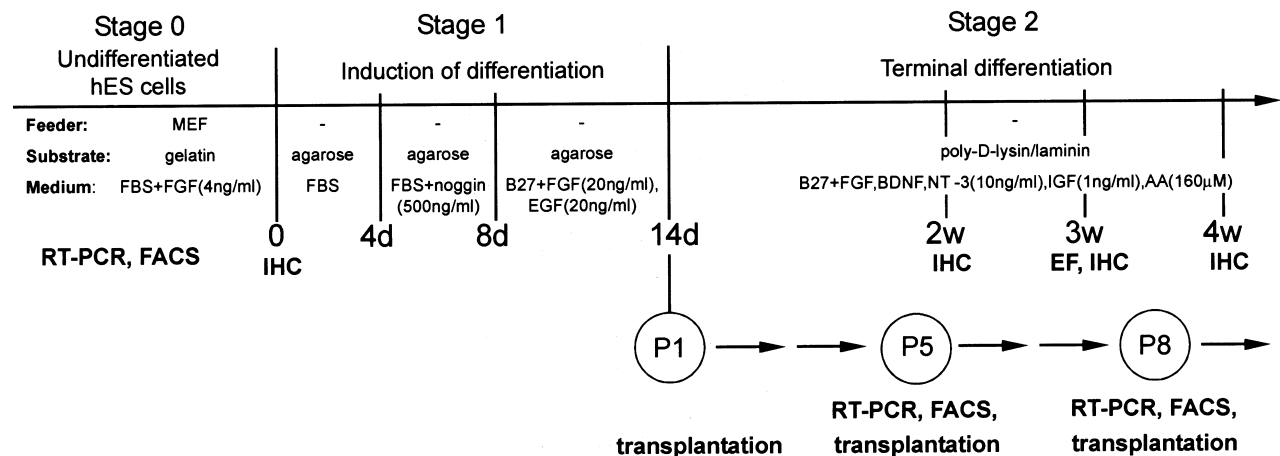 Stage 0 Stage 1 Stage 2
Undifferentiated
hES cells
Induction of differentiation Terminal differentiation
Feeder: MEF - - - -
Substrate: gelatin agarose agarose agarose poly-D-lysin/laminin
Medium: FBS+FGF(4ng/ml) FBS FBS+noggin B27+FGF(20ng/ml), B27+FGF,BDNF,NT-3(10ng/ml),IGF(1ng/ml),AA(160μM)
(500ng/ml) EGF(20ng/ml)
0 4d 8d 14d 2w 3w 4w
RT-PCR, FACS IHC IHC EF, IHC IHC
P1 P5 P8
RT-PCR, FACS, RT-PCR, FACS,
transplantation transplantation transplantation